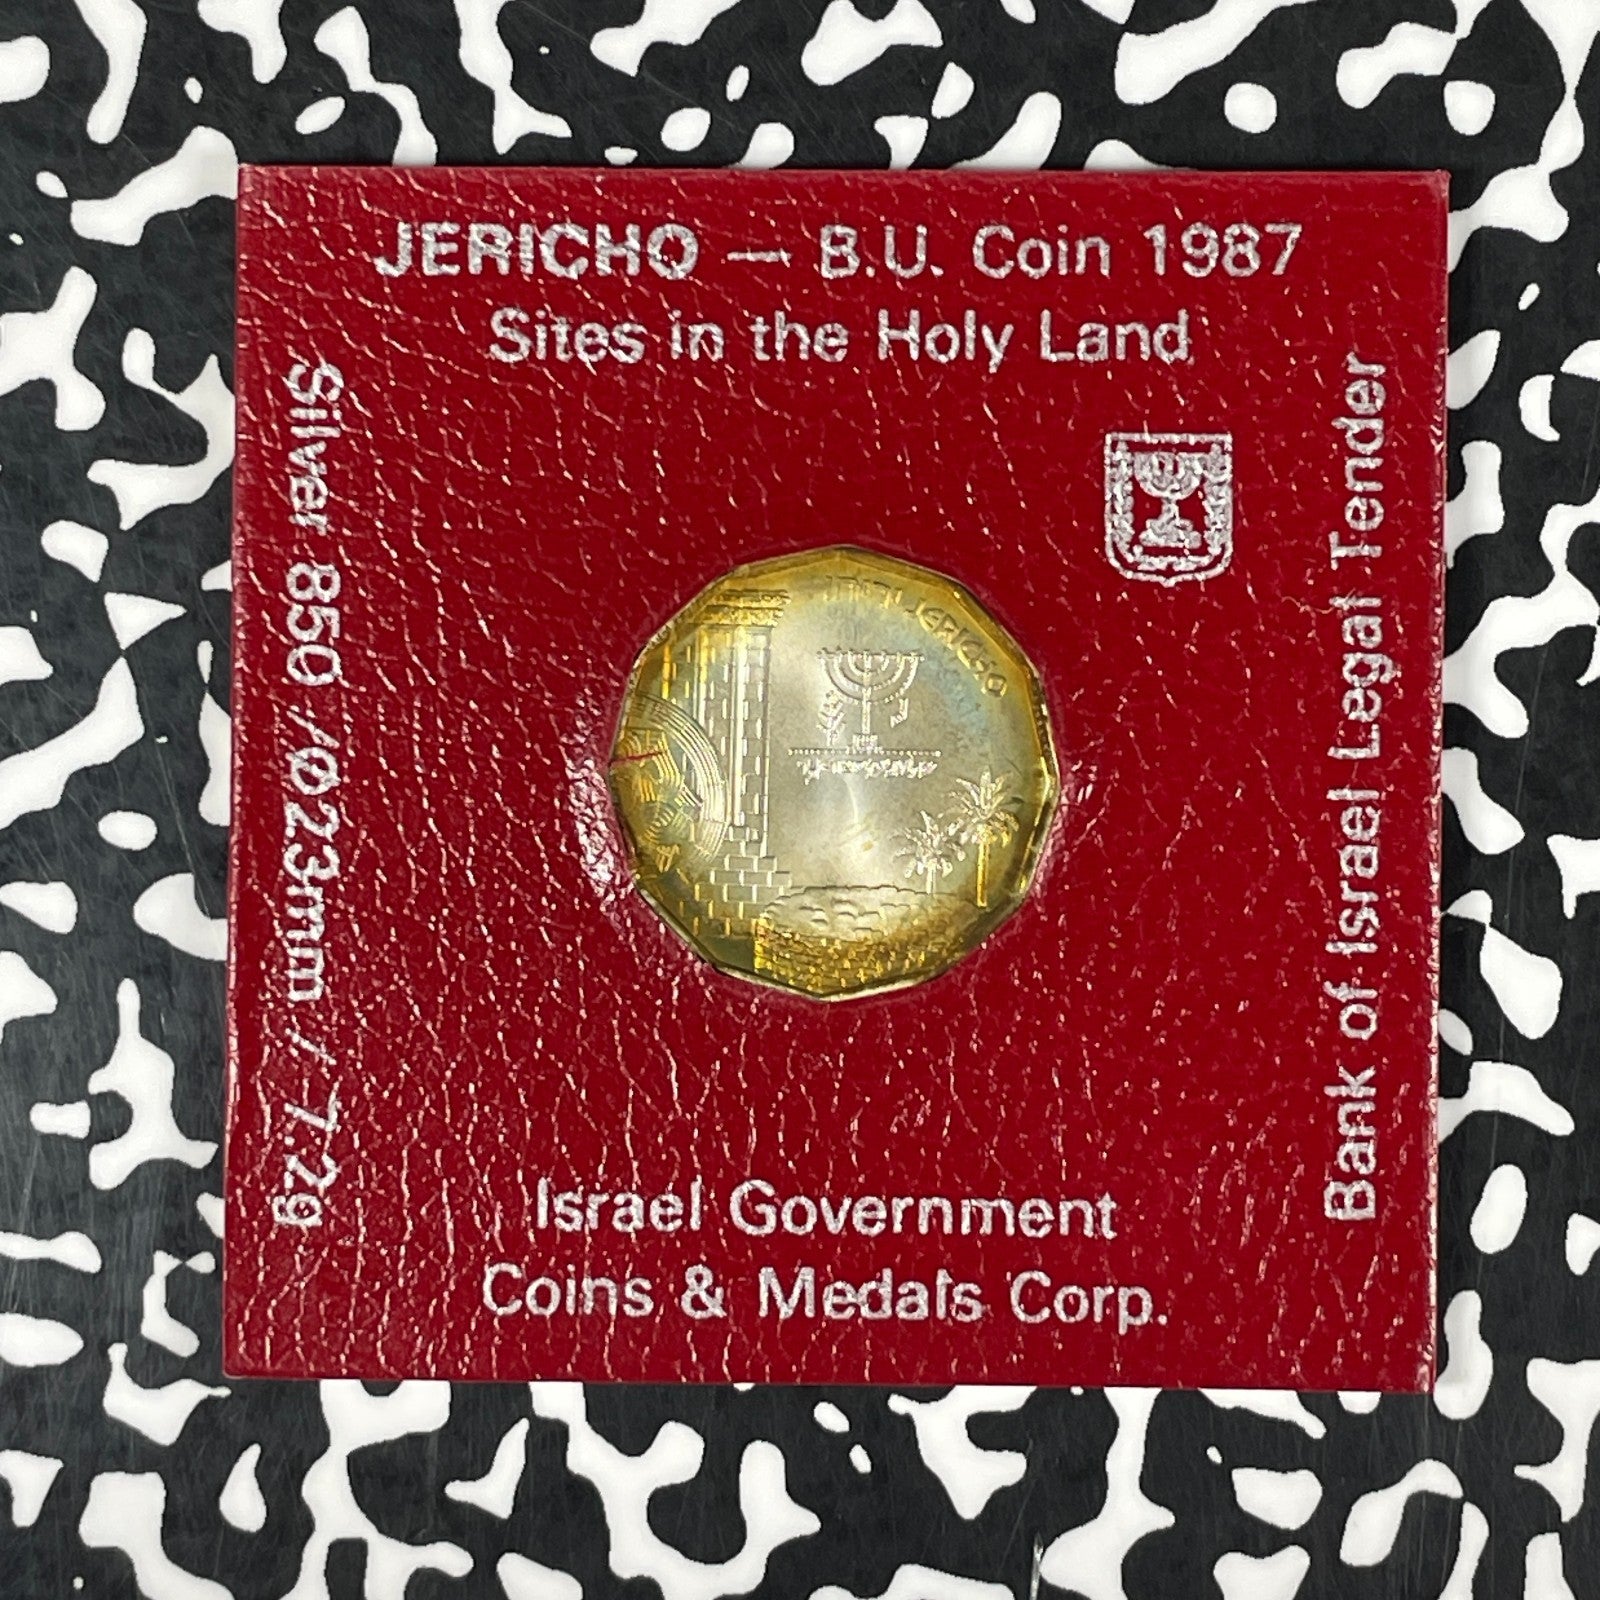 JERICHO — B.U. Coin 1987
Sites in the Holy Land
Silver 850 /Ø23mm / 7.2g
Bank of Israel Legal Tender
יריחו JERICHO
Israel Government
Coins & Medals Corp.